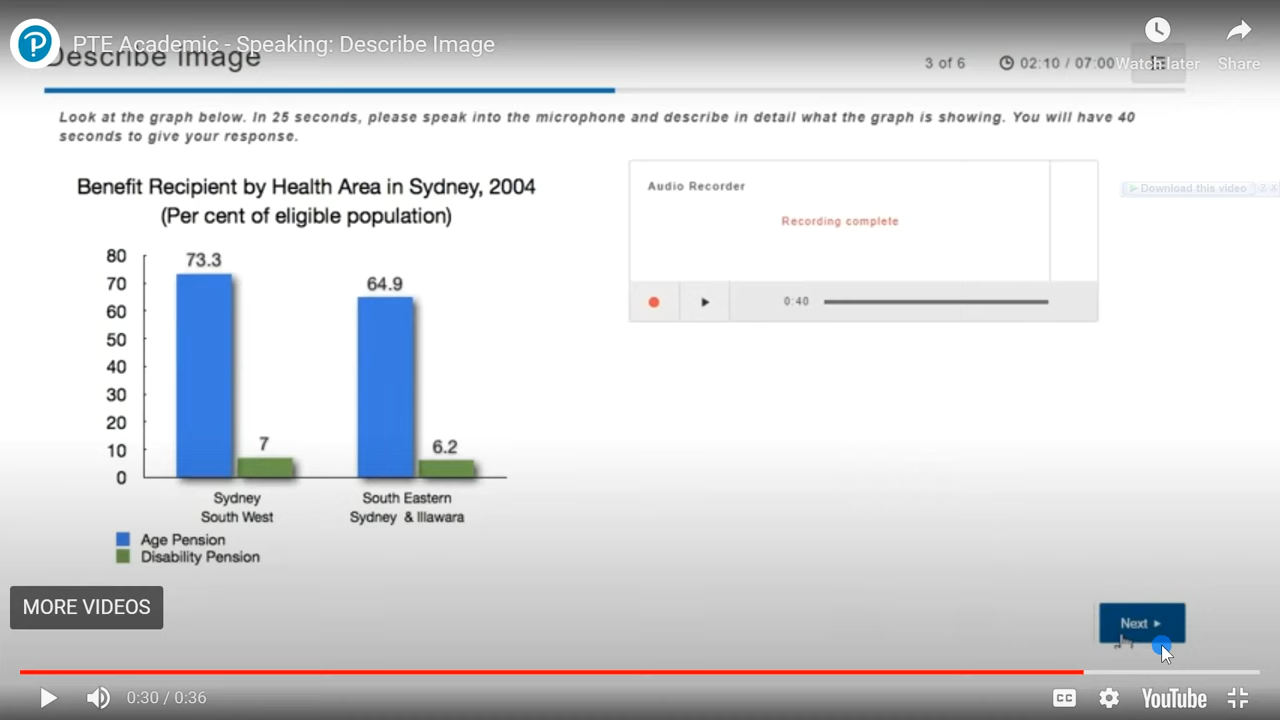 PTE Academic - Speaking: Describe Image
Watch later
Share
Describe Image
3 of 6
02:10 / 07:00
Look at the graph below. In 25 seconds, please speak into the microphone and describe in detail what the graph is showing. You will have 40
seconds to give your response.
Benefit Recipient by Health Area in Sydney, 2004
(Per cent of eligible population)
80
70
60
50
40
30
20
10
0
73.3
7
64.9
6.2
Sydney
South West
South Eastern
Sydney & Illawara
Age Pension
Disability Pension
Audio Recorder
Recording complete
0:40
Download this video
? X
MORE VIDEOS
Next
0:30 / 0:36
CC
YouTube